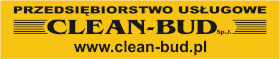 PRZEDSIĘBIORSTWO USŁUGOWE
CLEAN-BUD Sp.J.
www.clean-bud.pl